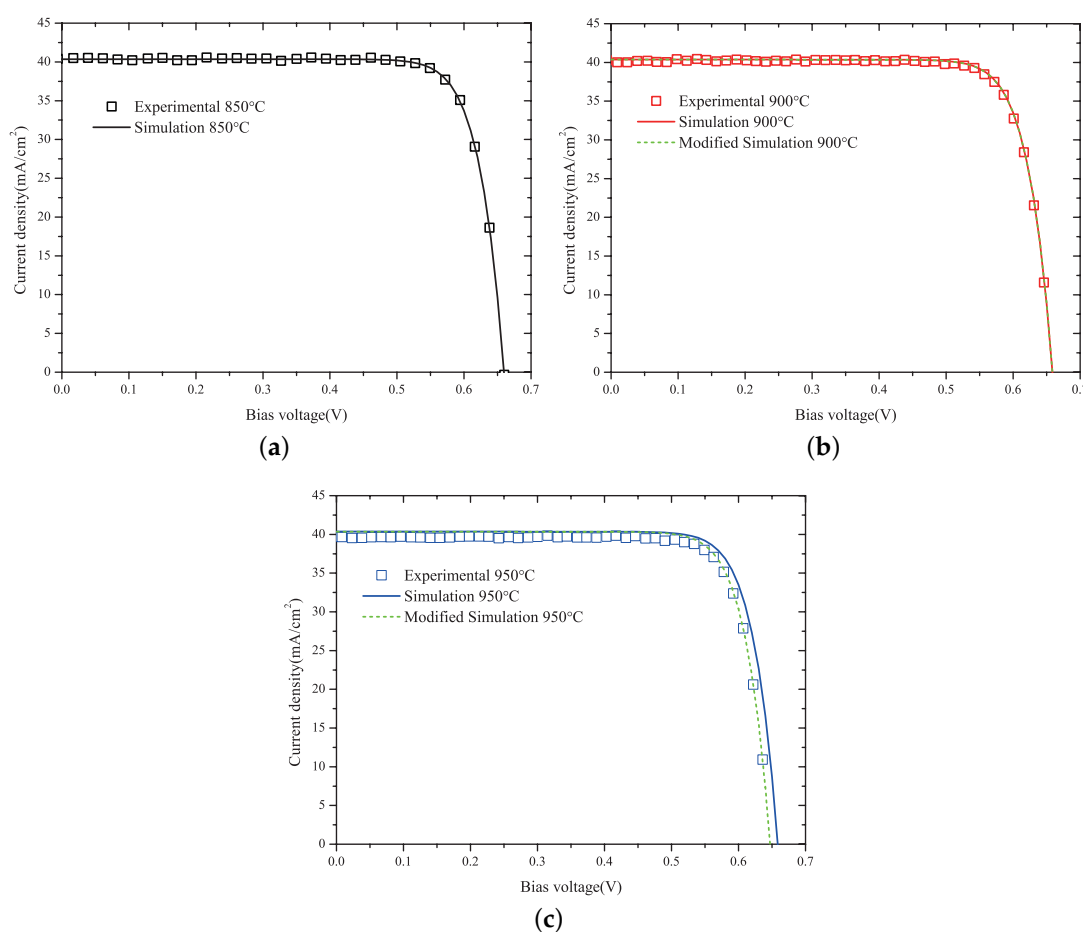 45
40
35
30
25
20
15
10
5
0
Current density(mA/cm²)
Experimental 850°C
Simulation 850°C
0.0 0.1 0.2 0.3 0.4 0.5 0.6 0.7
Bias voltage(V)
(a)
45
40
35
30
25
20
15
10
5
0
Current density(mA/cm²)
Experimental 900°C
Simulation 900°C
Modified Simulation 900°C
0.0 0.1 0.2 0.3 0.4 0.5 0.6 0.7
Bias voltage(V)
(b)
45
40
35
30
25
20
15
10
5
0
Current density(mA/cm²)
Experimental 950°C
Simulation 950°C
Modified Simulation 950°C
0.0 0.1 0.2 0.3 0.4 0.5 0.6 0.7
Bias voltage(V)
(c)